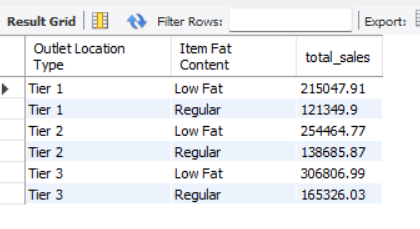 Result Grid Filter Rows: Export:
Outlet Location Type Item Fat Content total_sales
Tier 1 Low Fat 215047.91
Tier 1 Regular 121349.9
Tier 2 Low Fat 254464.77
Tier 2 Regular 138685.87
Tier 3 Low Fat 306806.99
Tier 3 Regular 165326.03